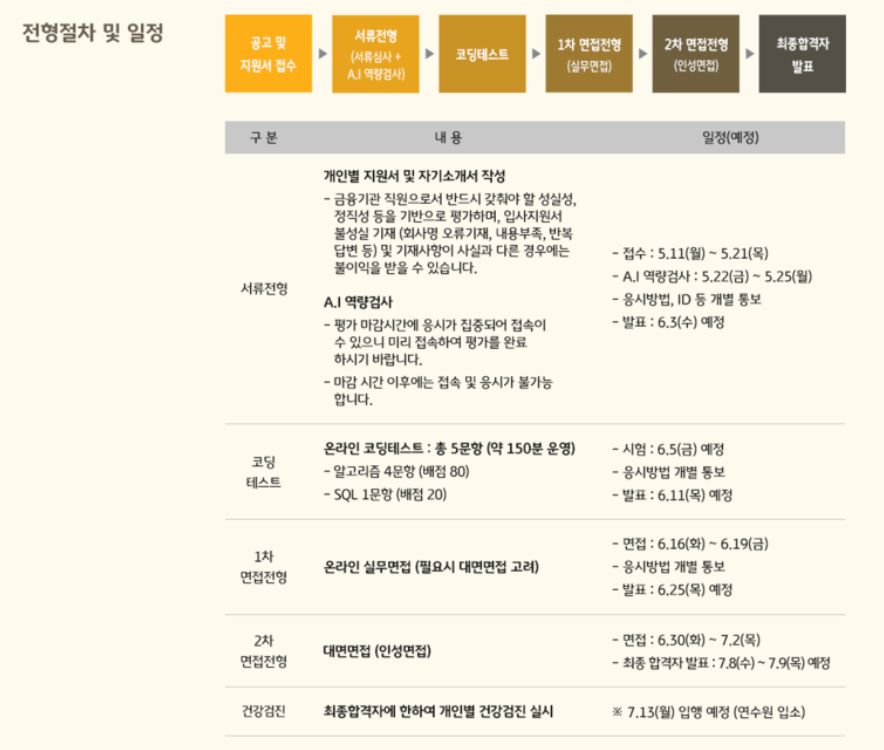 전형절차 및 일정
공고 및
지원서 접수
서류전형
(서류심사 +
A.I 역량검사)
코딩테스트
1차 면접전형
(실무면접)
2차 면접전형
(인성면접)
최종합격자
발표
구 분
내 용
일정(예정)
서류전형
개인별 지원서 및 자기소개서 작성
- 금융기관 직원으로서 반드시 갖춰야 할 성실성,
정직성 등을 기반으로 평가하며, 입사지원서
불성실 기재 (회사명 오류기재, 내용부족, 반복
답변 등) 및 기재사항이 사실과 다른 경우에는
불이익을 받을 수 있습니다.
A.I 역량검사
- 평가 마감시간에 응시가 집중되어 접속이
수 있으니 미리 접속하여 평가를 완료
하시기 바랍니다.
- 마감 시간 이후에는 접속 및 응시가 불가능
합니다.
- 접수 : 5.11(월) ~ 5.21(목)
- A.I 역량검사 : 5.22(금) ~ 5.25(월)
- 응시방법, ID 등 개별 통보
- 발표 : 6.3(수) 예정
코딩
테스트
온라인 코딩테스트 : 총 5문항 (약 150분 운영)
- 알고리즘 4문항 (배점 80)
- SQL 1문항 (배점 20)
- 시험 : 6.5(금) 예정
- 응시방법 개별 통보
- 발표 : 6.11(목) 예정
1차
면접전형
온라인 실무면접 (필요시 대면면접 고려)
- 면접 : 6.16(화) ~ 6.19(금)
- 응시방법 개별 통보
- 발표 : 6.25(목) 예정
2차
면접전형
대면면접 (인성면접)
- 면접 : 6.30(화) ~ 7.2(목)
- 최종 합격자 발표 : 7.8(수) ~ 7.9(목) 예정
건강검진
최종합격자에 한하여 개인별 건강검진 실시
※ 7.13(월) 입행 예정 (연수원 입소)